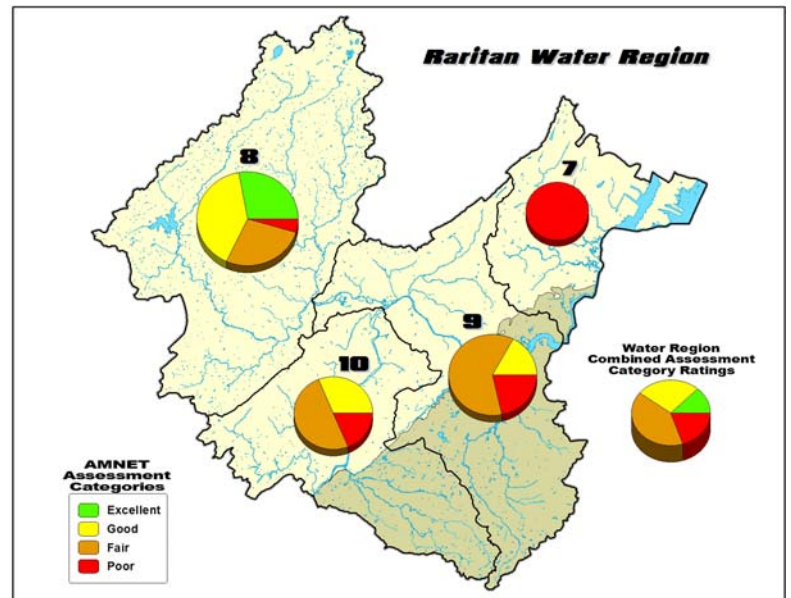 Raritan Water Region
8
7
9
10
Water Region
Combined Assessment
Category Ratings
AMNET
Assessment
Categories
Excellent
Good
Fair
Poor